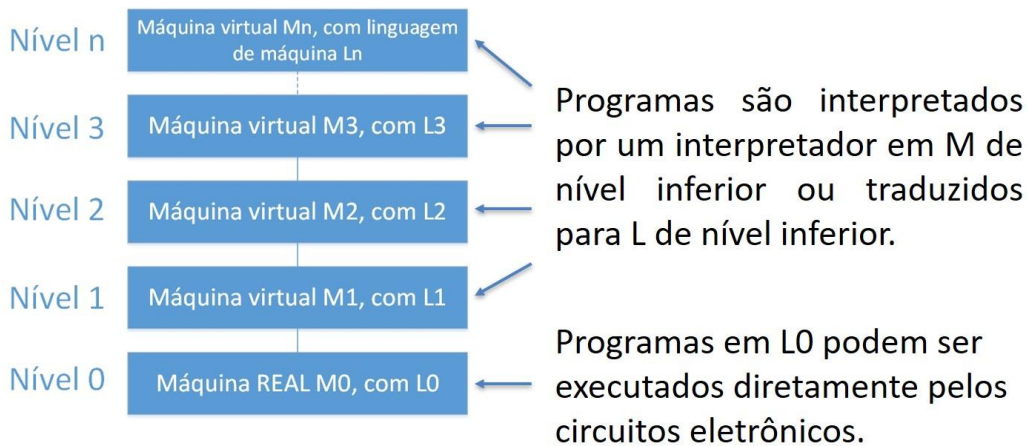 Nível n
Máquina virtual Mn, com linguagem
de máquina Ln
Nível 3
Máquina virtual M3, com L3
Nível 2
Máquina virtual M2, com L2
Nível 1
Máquina virtual M1, com L1
Nível 0
Máquina REAL M0, com L0
Programas são interpretados
por um interpretador em M de
nível inferior ou traduzidos
para L de nível inferior.
Programas em L0 podem ser
executados diretamente pelos
circuitos eletrônicos.